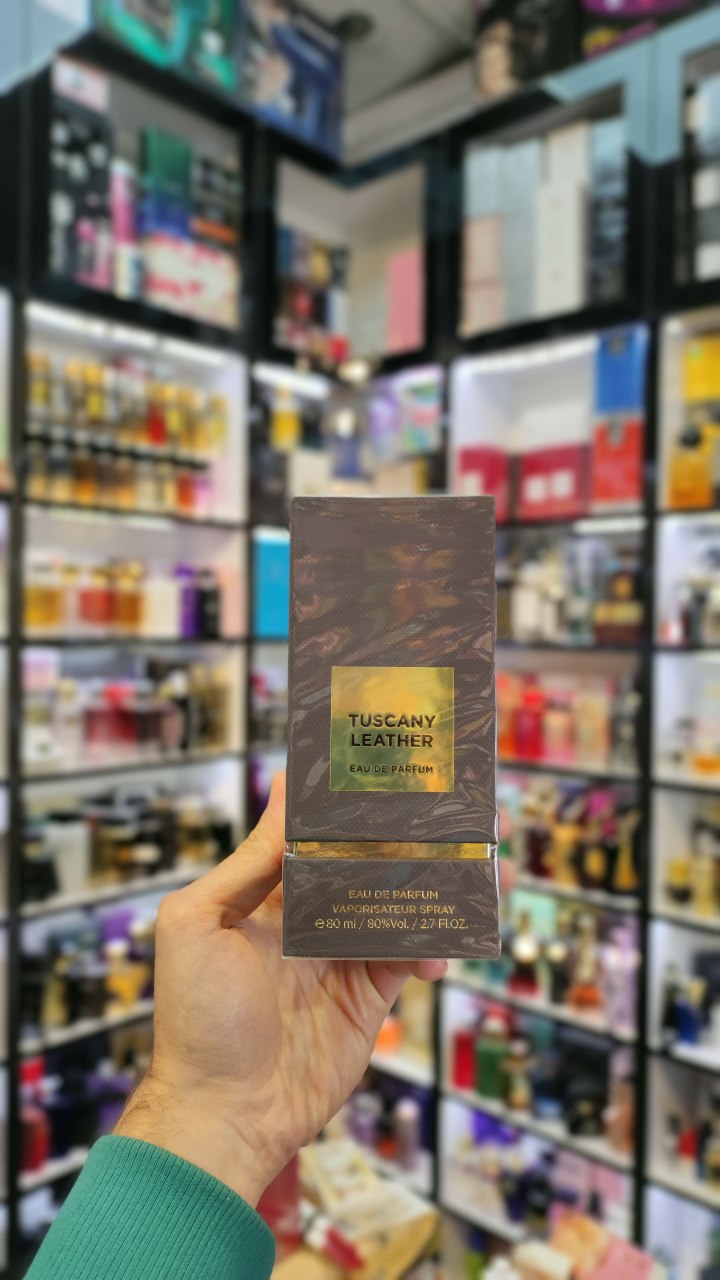 TUSCANY
LEATHER
EAU DE PARFUM
EAU DE PARFUM
VAPORISATEUR SPRAY
℮ 80 ml / 80%Vol. / 2.7 Fl.OZ.